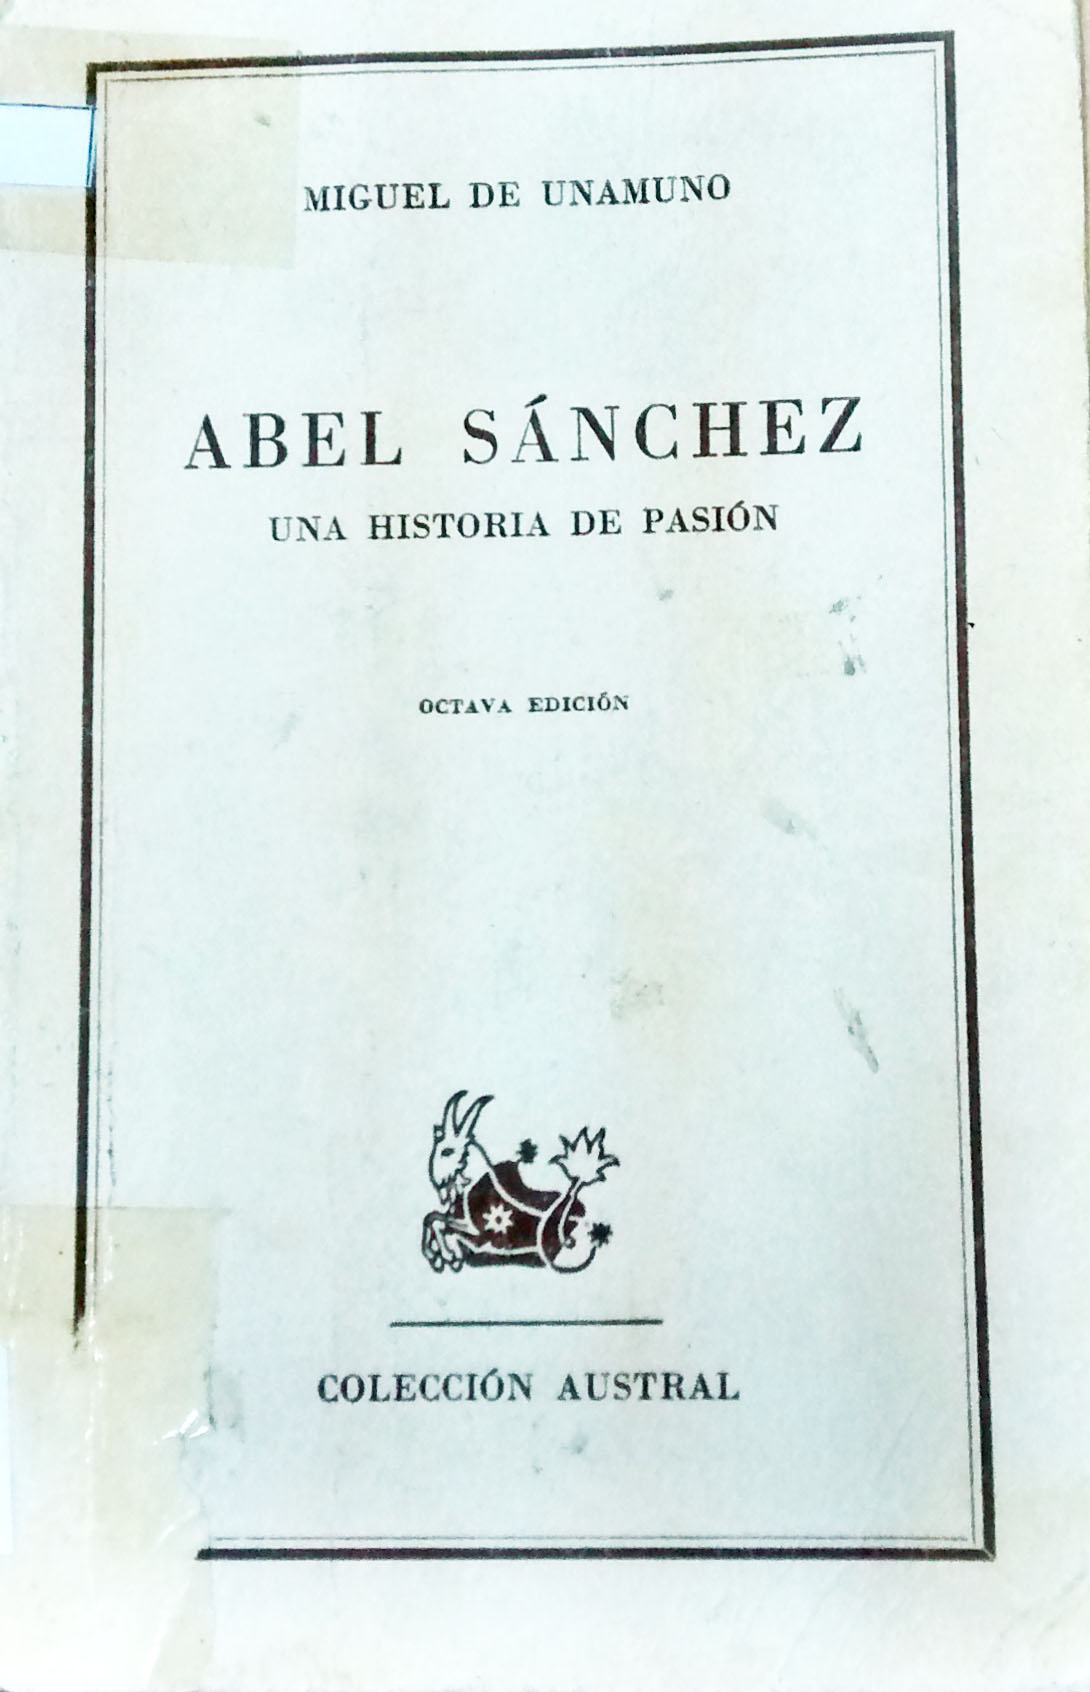 MIGUEL DE UNAMUNO
ABEL SÁNCHEZ
UNA HISTORIA DE PASIÓN
OCTAVA EDICIÓN
COLECCIÓN AUSTRAL